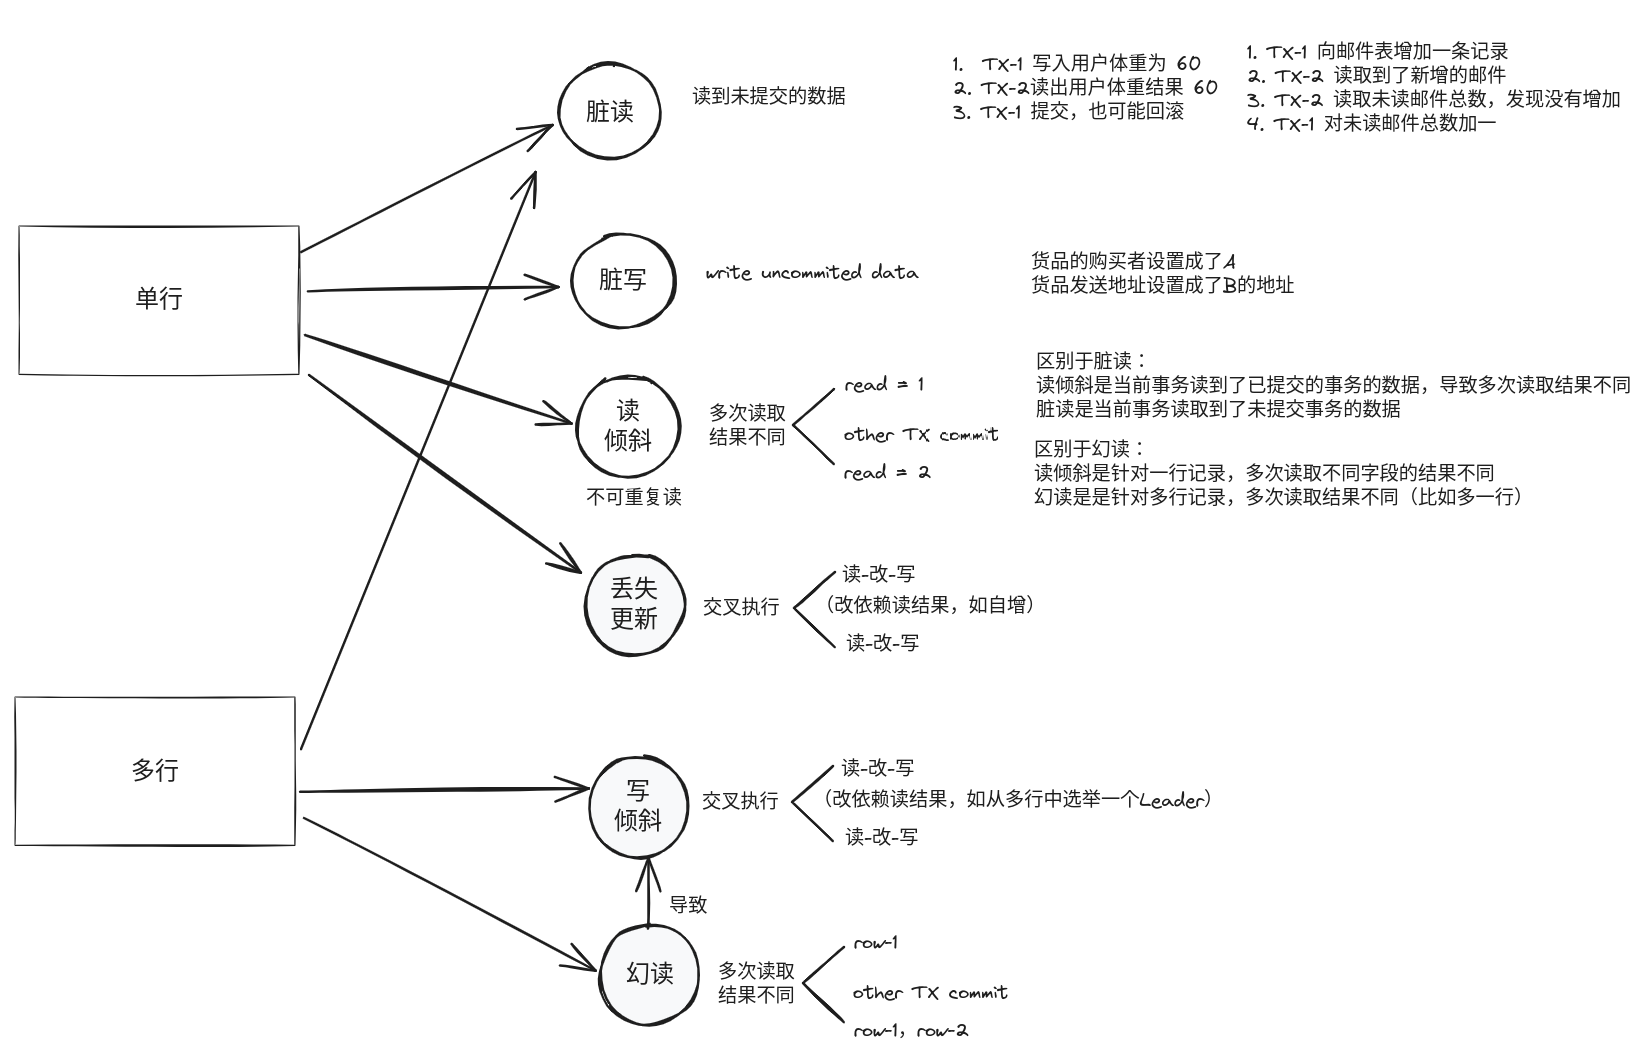 脏读
读到未提交的数据
1. TX-1 写入用户体重为 60
2. TX-2读出用户体重结果 60
3. TX-1 提交，也可能回滚
1. TX-1 向邮件表增加一条记录
2. TX-2 读取到了新增的邮件
3. TX-2 读取未读邮件总数，发现没有增加
4. TX-1 对未读邮件总数加一
单行
脏写
write uncommited data
货品的购买者设置成了A
货品发送地址设置成了B的地址
读
倾斜
不可重复读
多次读取
结果不同
read = 1
other TX commit
read = 2
区别于脏读：
读倾斜是当前事务读到了已提交的事务的数据，导致多次读取结果不同
脏读是当前事务读取到了未提交事务的数据
区别于幻读：
读倾斜是针对一行记录，多次读取不同字段的结果不同
幻读是是针对多行记录，多次读取结果不同（比如多一行）
丢失
更新
交叉执行
读-改-写
（改依赖读结果，如自增）
读-改-写
多行
写
倾斜
交叉执行
读-改-写
（改依赖读结果，如从多行中选举一个Leader）
读-改-写
导致
幻读
多次读取
结果不同
row-1
other TX commit
row-1, row-2